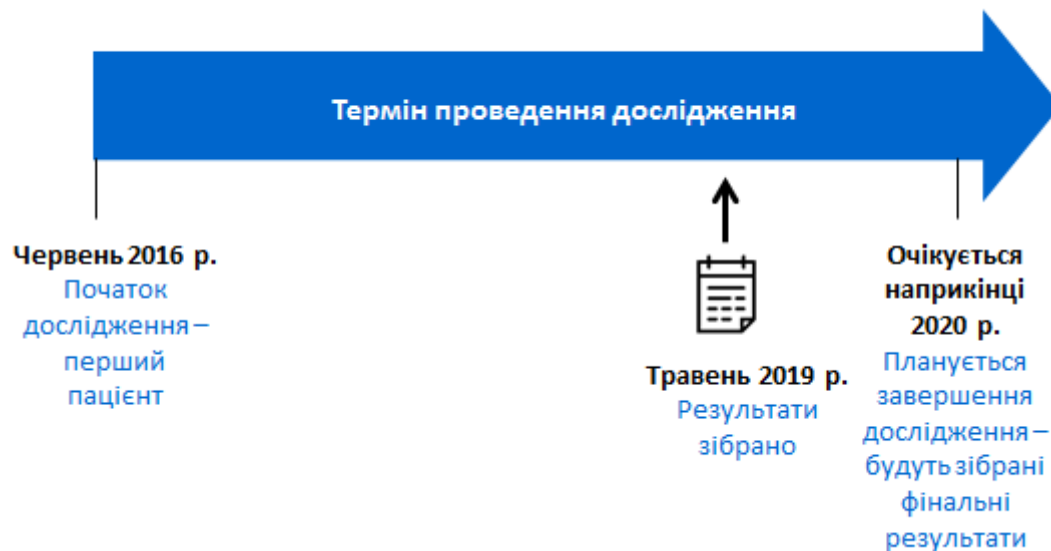 Термін проведення дослідження
Червень 2016 р.
Початок
дослідження –
перший
пацієнт
Травень 2019 р.
Результати
зібрано
Очікується
наприкінці
2020 р.
Планується
завершення
дослідження –
будуть зібрані
фінальні
результати